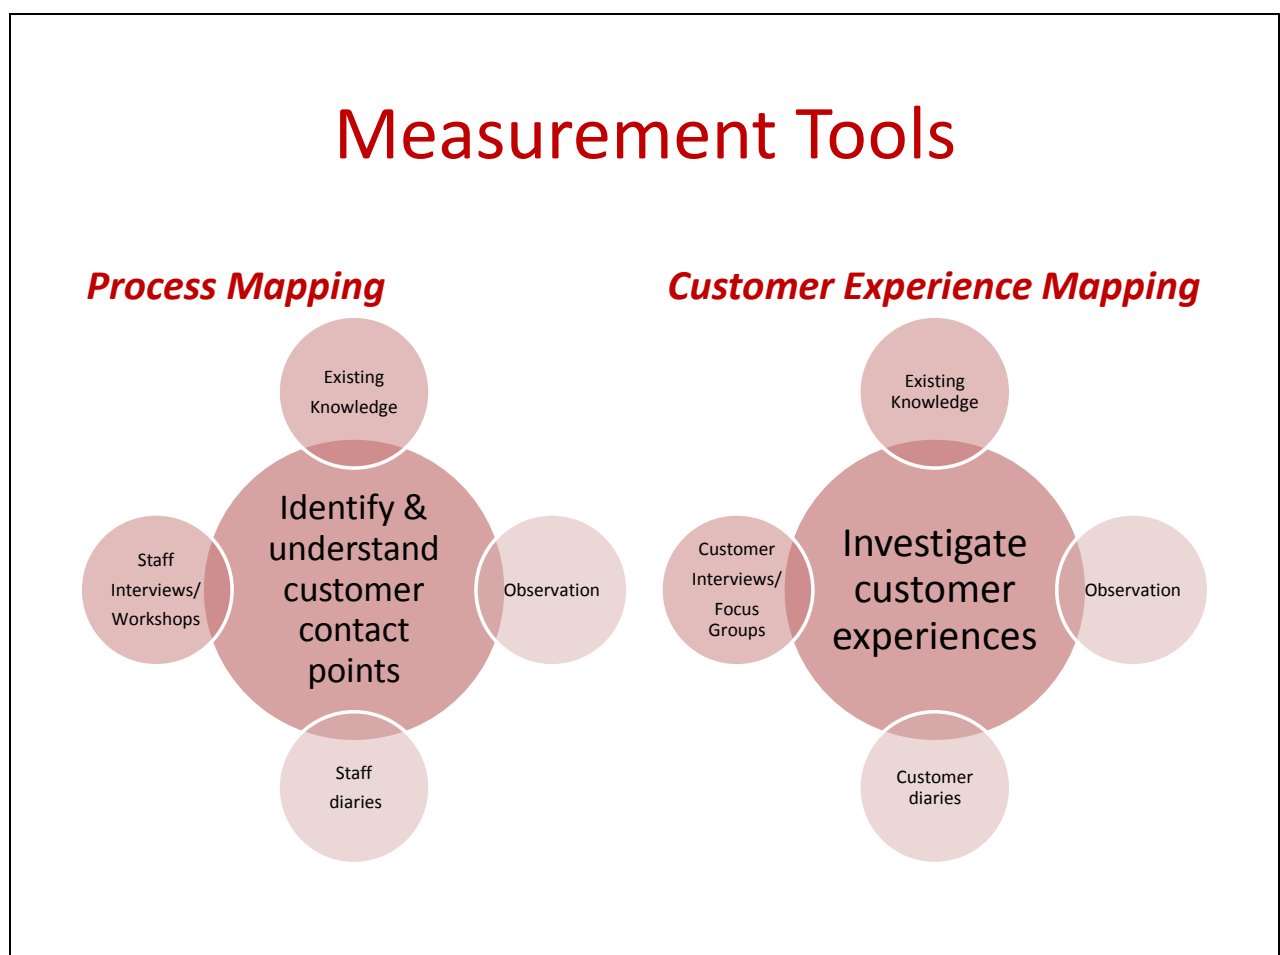 Measurement Tools
Process Mapping
Existing
Knowledge
Identify &
understand
customer
contact
points
Staff
Interviews/
Workshops
Observation
Staff
diaries
Customer Experience Mapping
Existing
Knowledge
Investigate
customer
experiences
Customer
Interviews/
Focus
Groups
Observation
Customer
diaries